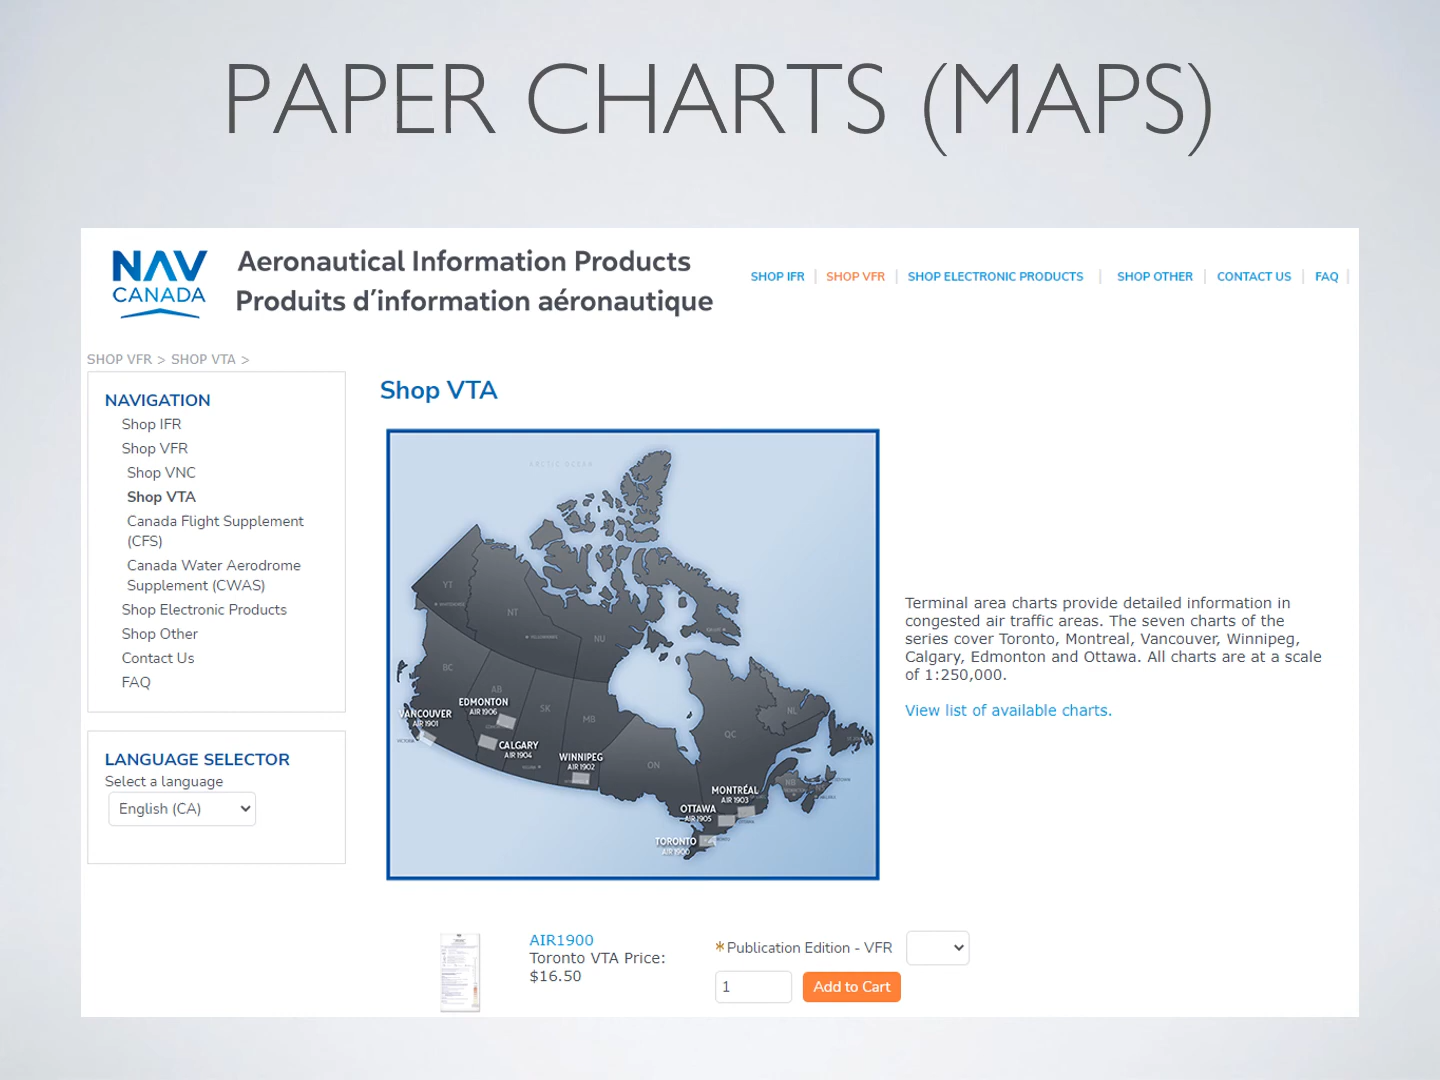 PAPER CHARTS (MAPS)
NAV
CANADA
Aeronautical Information Products
Produits d'information aéronautique
SHOP IFR | SHOP VFR | SHOP ELECTRONIC PRODUCTS | SHOP OTHER | CONTACT US | FAQ |
SHOP VFR > SHOP VTA >
NAVIGATION
Shop IFR
Shop VFR
Shop VNC
Shop VTA
Canada Flight Supplement
(CFS)
Canada Water Aerodrome
Supplement (CWAS)
Shop Electronic Products
Shop Other
Contact Us
FAQ
LANGUAGE SELECTOR
Select a language
English (CA)
Shop VTA
ARCTIC OCEAN
YT
NT
NU
BC
AB
SK
MB
ON
QC
NL
NB
EDMONTON
AIR 1906
VANCOUVER
AIR 1901
CALGARY
AIR 1904
WINNIPEG
AIR 1902
MONTRÉAL
AIR 1903
OTTAWA
AIR 1905
TORONTO
AIR 1900
Terminal area charts provide detailed information in
congested air traffic areas. The seven charts of the
series cover Toronto, Montreal, Vancouver, Winnipeg,
Calgary, Edmonton and Ottawa. All charts are at a scale
of 1:250,000.
View list of available charts.
AIR1900
Toronto VTA Price:
$16.50
*Publication Edition - VFR
1
Add to Cart